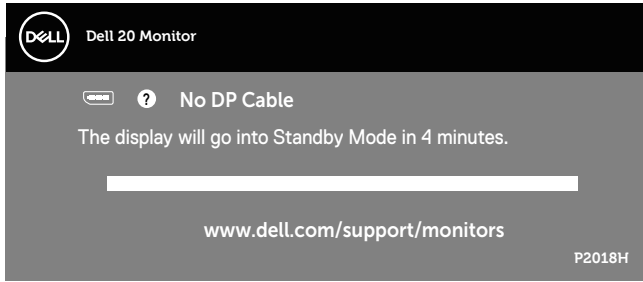 DELL
Dell 20 Monitor
? No DP Cable
The display will go into Standby Mode in 4 minutes.
www.dell.com/support/monitors
P2018H